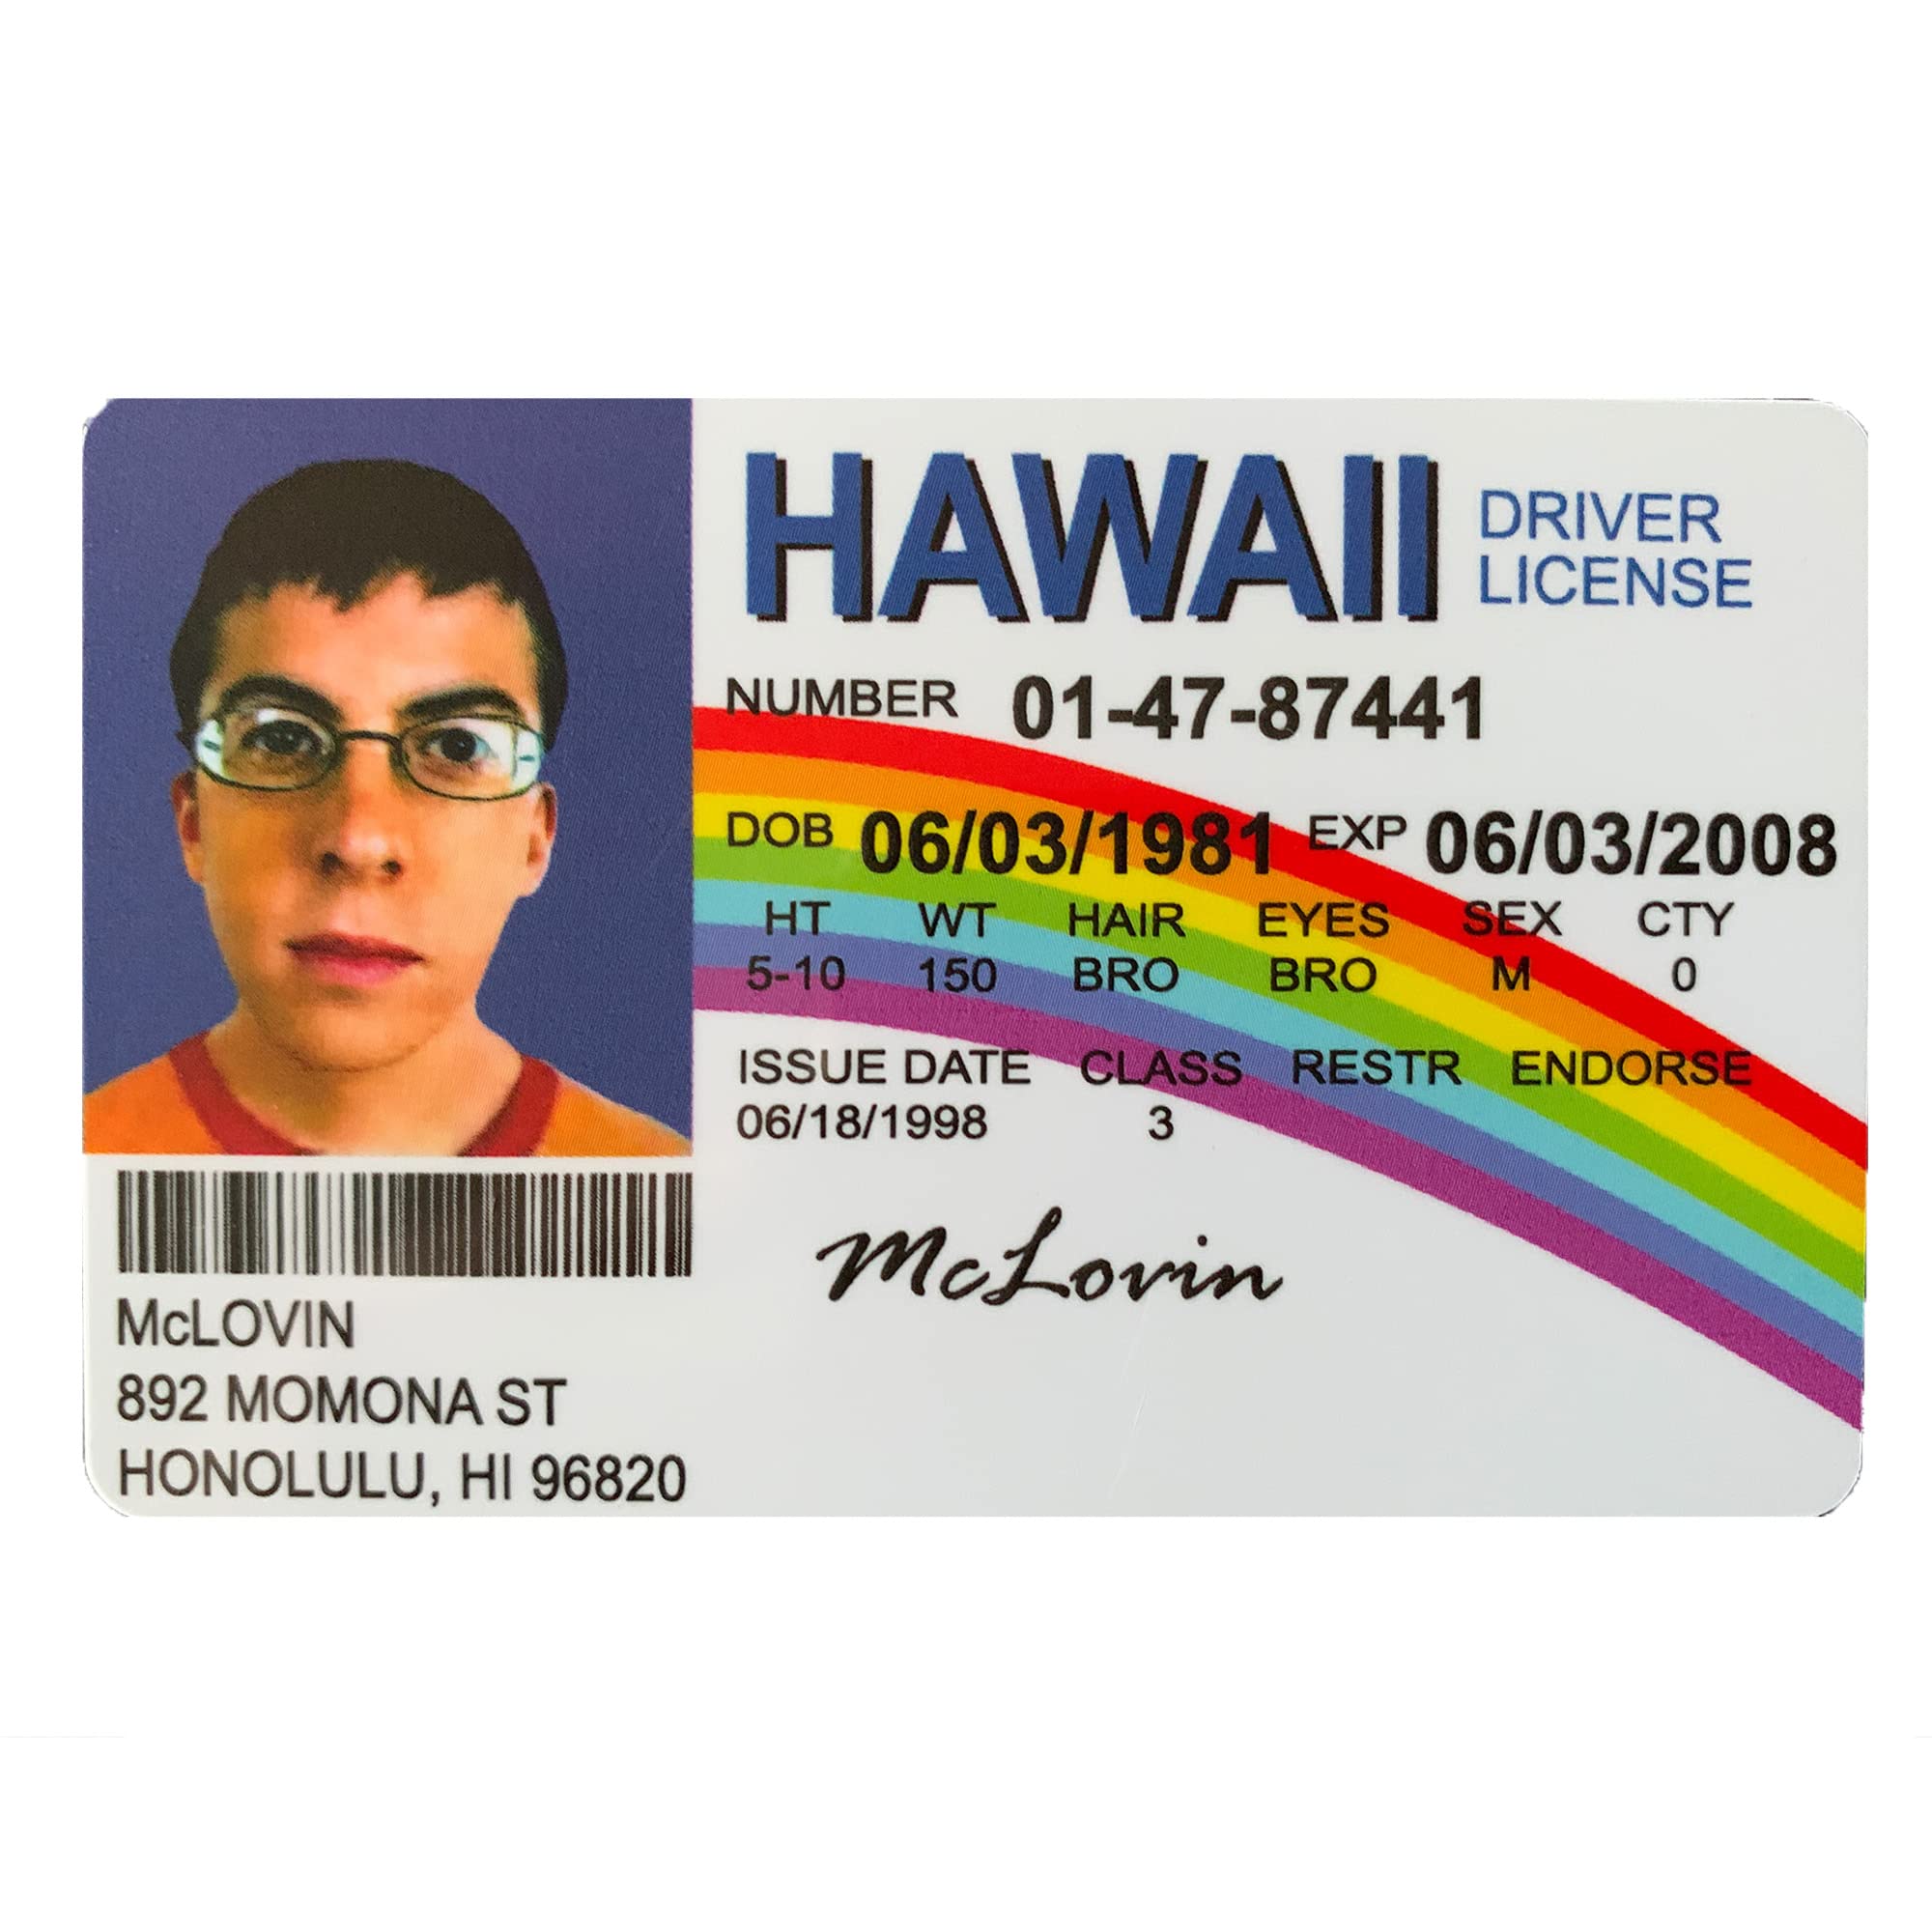 HAWAII DRIVER LICENSE
NUMBER 01-47-87441
DOB 06/03/1981 EXP 06/03/2008
HT WT HAIR EYES SEX CTY
5-10 150 BRO BRO M 0
ISSUE DATE CLASS RESTR ENDORSE
06/18/1998 3
McLovin
McLOVIN
892 MOMONA ST
HONOLULU, HI 96820